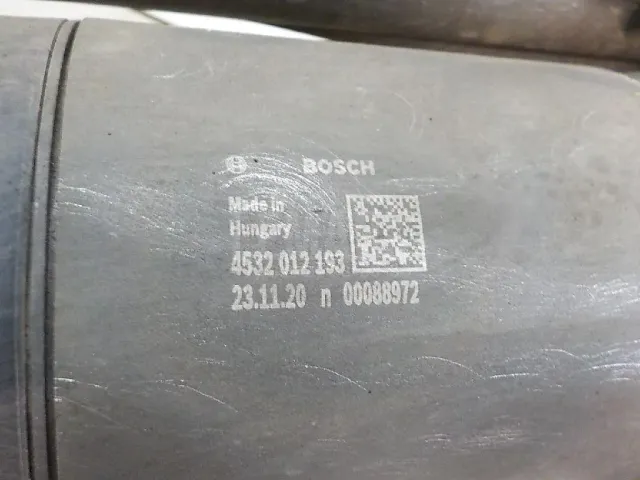 BOSCH
Made in
Hungary
4532 012 193
23.11.20 n 00088972